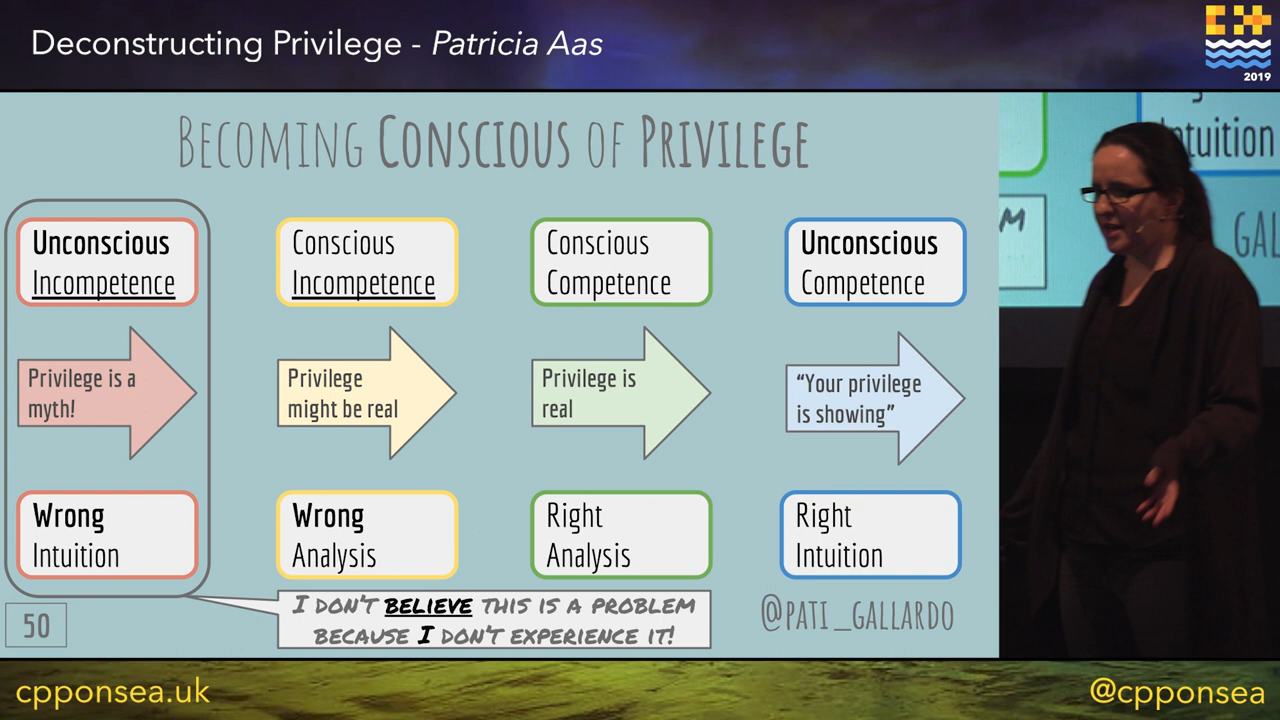 Deconstructing Privilege - Patricia Aas
2019
Becoming Conscious of Privilege
Unconscious
Incompetence
Conscious
Incompetence
Conscious
Competence
Unconscious
Competence
Privilege is a
myth!
Privilege
might be real
Privilege is
real
“Your privilege
is showing”
Wrong
Intuition
Wrong
Analysis
Right
Analysis
Right
Intuition
I don't believe this is a problem
because I don't experience it!
50
@pati_gallardo
Intuition
M
GAL
cpponsea.uk
@cpponsea